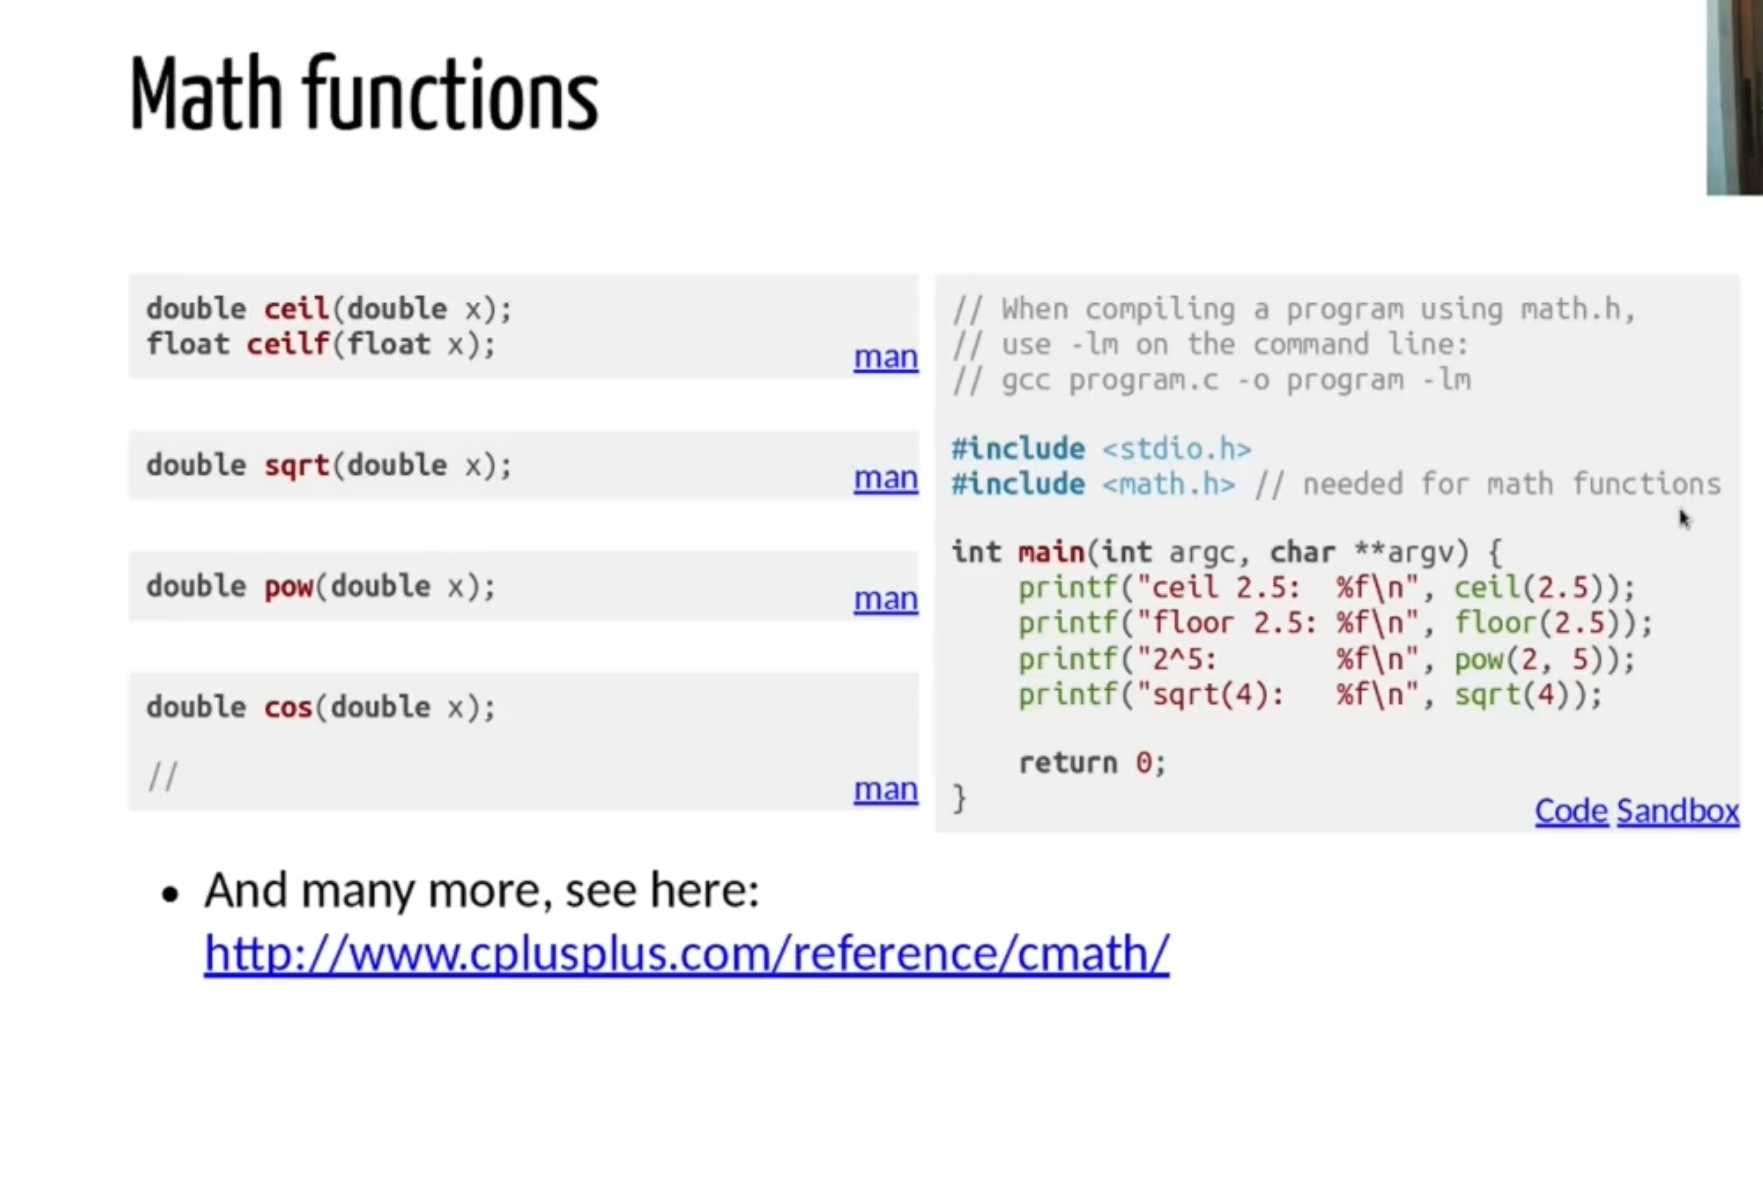 Math functions
double ceil(double x);
float ceilf(float x);
man
double sqrt(double x);
man
double pow(double x);
man
double cos(double x);
//
man
// When compiling a program using math.h,
// use -lm on the command line:
// gcc program.c -o program -lm
#include <stdio.h>
#include <math.h> // needed for math functions
int main(int argc, char **argv) {
    printf("ceil 2.5:  %f\n", ceil(2.5));
    printf("floor 2.5: %f\n", floor(2.5));
    printf("2^5:       %f\n", pow(2, 5));
    printf("sqrt(4):   %f\n", sqrt(4));
    return 0;
}
Code Sandbox
• And many more, see here:
http://www.cplusplus.com/reference/cmath/